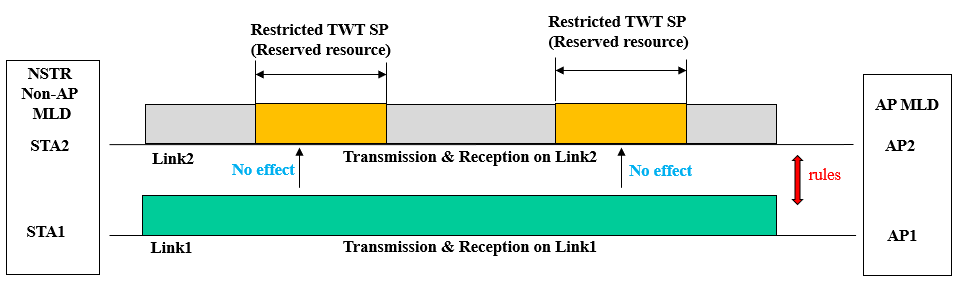 Restricted TWT SP
(Reserved resource)
Restricted TWT SP
(Reserved resource)
NSTR
Non-AP
MLD
STA2
STA1
AP MLD
AP2
AP1
Link2
Transmission & Reception on Link2
No effect
No effect
rules
Link1
Transmission & Reception on Link1